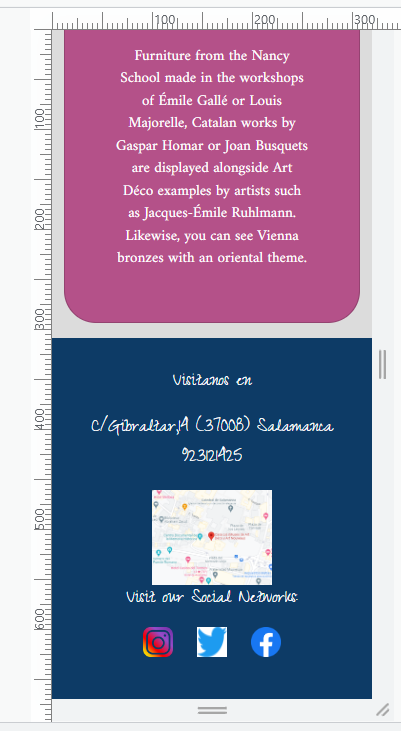 100
200
300
Furniture from the Nancy
School made in the workshops
of Émile Gallé or Louis
Majorelle, Catalan works by
Gaspar Homar or Joan Busquets
are displayed alongside Art
Déco examples by artists such
as Jacques-Émile Ruhlmann.
Likewise, you can see Vienna
bronzes with an oriental theme.
100
200
300
400
500
600
Visitanos en
C/Gibraltar,14 (37008) Salamanca
923121425
Visit our Social Networks: